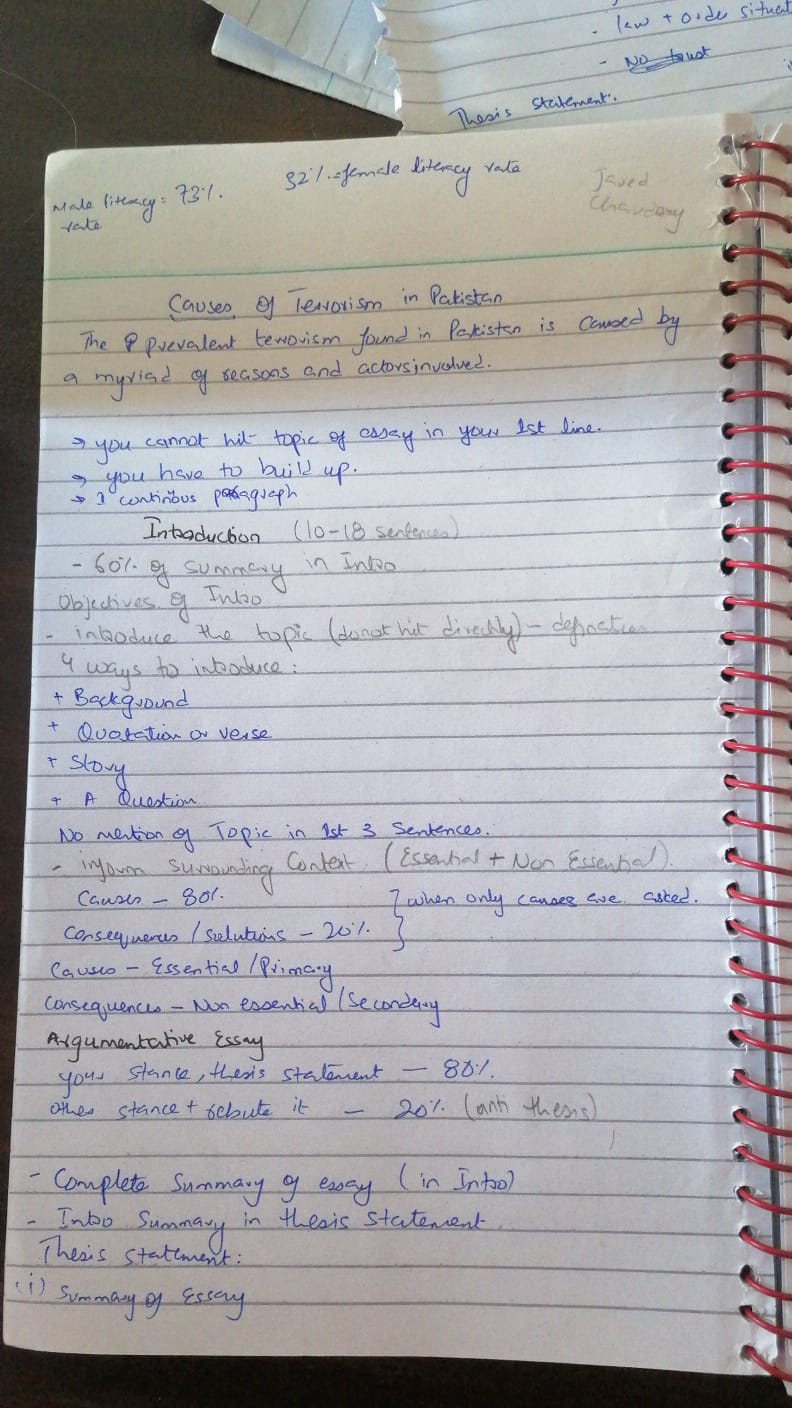 - law + order situat
- No trust
Thesis Statement:
Male literacy = 73%.
rate
32% = female literacy rate
Javed
Chaudary
Causes of Terrorism in Pakistan
The prevalent terrorism found in Pakistan is caused by
a myriad of reasons and actors involved.
→ you cannot hit topic of essay in your 1st line.
→ you have to build up.
→ 1 continous paragraph
Introduction (10-18 sentences)
- 60% of summary in Intro
Objectives of Intro
- introduce the topic (donot hit directly) -
4 ways to introduce:
+ Background
+ Quotation or verse
+ Story
+ A Question
No mention of Topic in 1st 3 Sentences.
- inform surrounding Context. (Essential + Non Essential).
Causes - 80%.
Consequences / solutions - 20%. } when only causes are asked.
Causes - Essential / Primary
Consequences - Non essential / Secondary
Argumentative Essay
your stance, thesis statement - 80%.
other stance + rebute it - 20%. (anti thesis)
- Complete Summary of essay (in Intro)
- Intro Summary in thesis statement.
Thesis statement:
(i) Summary of Essay